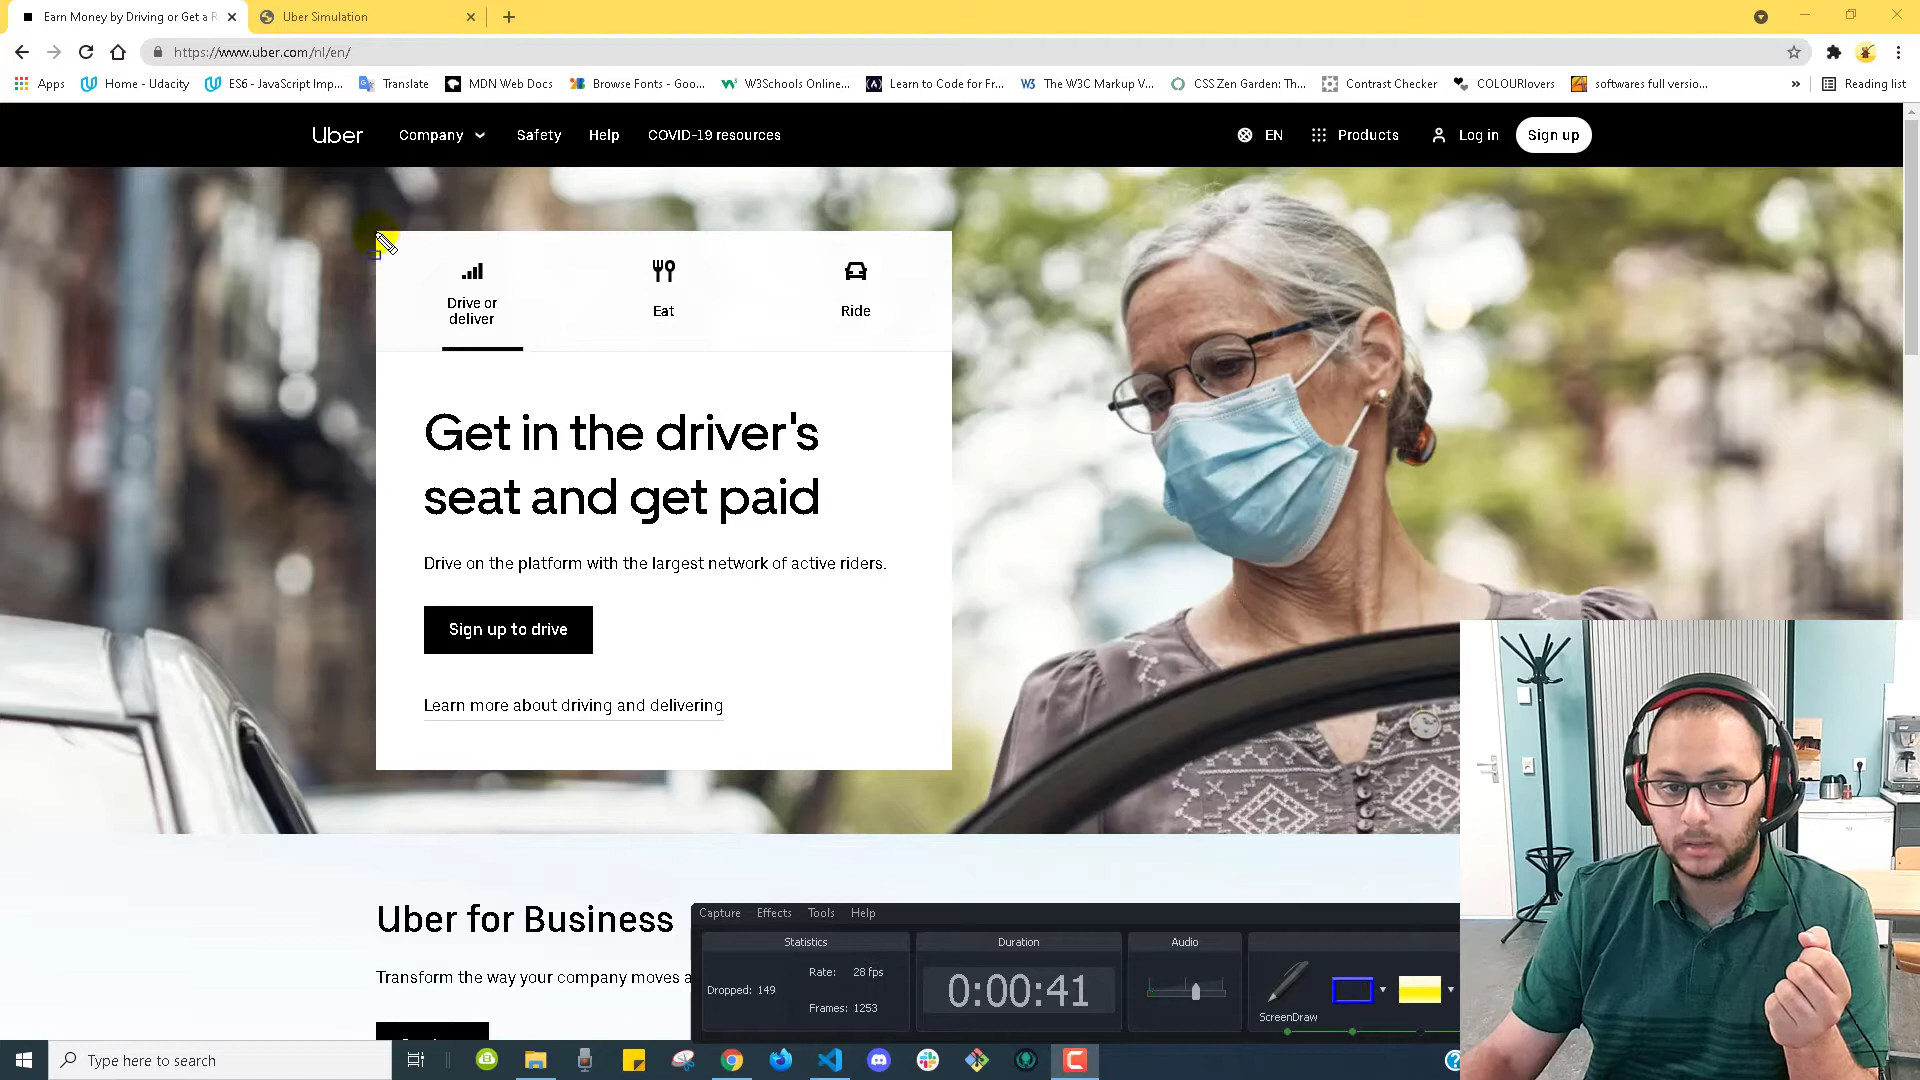 Earn Money by Driving or Get a R
Uber Simulation
https://www.uber.com/nl/en/
Apps
Home - Udacity
ES6 - JavaScript Imp...
Translate
MDN Web Docs
Browse Fonts - Goo...
W3Schools Online...
Learn to Code for Fr...
The W3C Markup V...
CSS Zen Garden: Th...
Contrast Checker
COLOURlovers
softwares full versio...
Reading list
Uber
Company
Safety
Help
COVID-19 resources
EN
Products
Log in
Sign up
Drive or
deliver
Eat
Ride
Get in the driver's
seat and get paid
Drive on the platform with the largest network of active riders.
Sign up to drive
Learn more about driving and delivering
Uber for Business
Transform the way your company moves a
Capture Effects Tools Help
Statistics
Duration
Audio
Rate: 28 fps
Dropped: 149
Frames: 1253
0:00:41
ScreenDraw
Type here to search